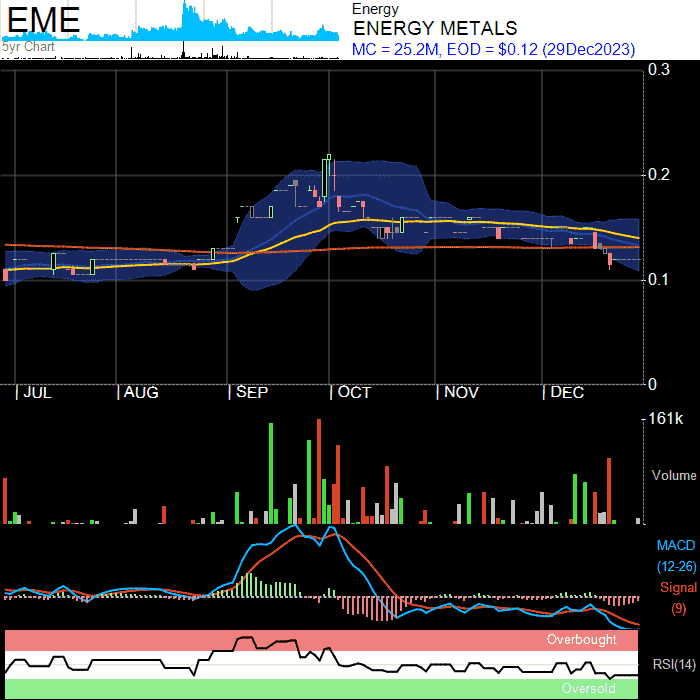 EME
5yr Chart
Energy
ENERGY METALS
MC = 25.2M, EOD = $0.12 (29Dec2023)
0.3
0.2
0.1
0
| JUL | AUG | SEP | OCT | NOV | DEC
161k
Volume
MACD
(12-26)
Signal
(9)
Overbought
RSI(14)
Oversold